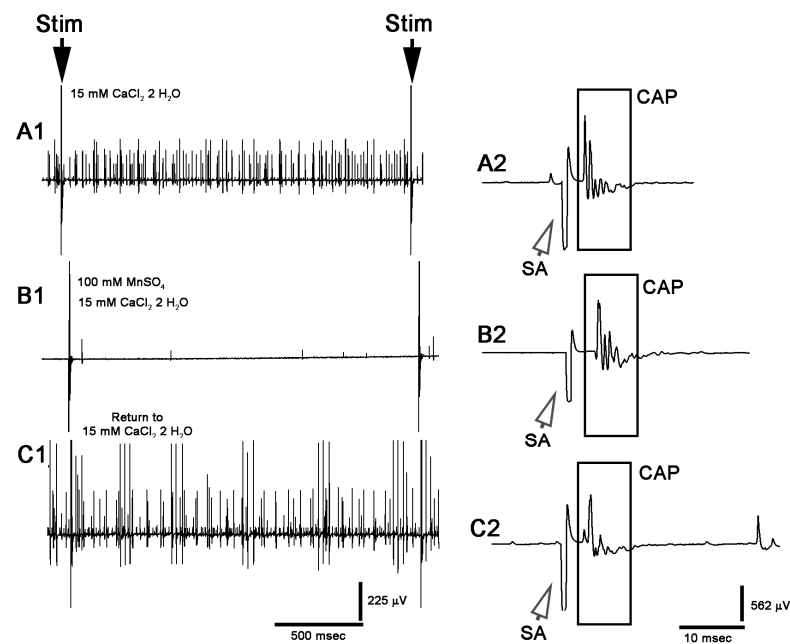 Stim
Stim
15 mM CaCl₂ 2 H₂O
A1
CAP
A2
SA
100 mM MnSO₄
15 mM CaCl₂ 2 H₂O
B1
CAP
B2
SA
Return to
15 mM CaCl₂ 2 H₂O
C1
CAP
C2
SA
225 µV
500 msec
562 µV
10 msec